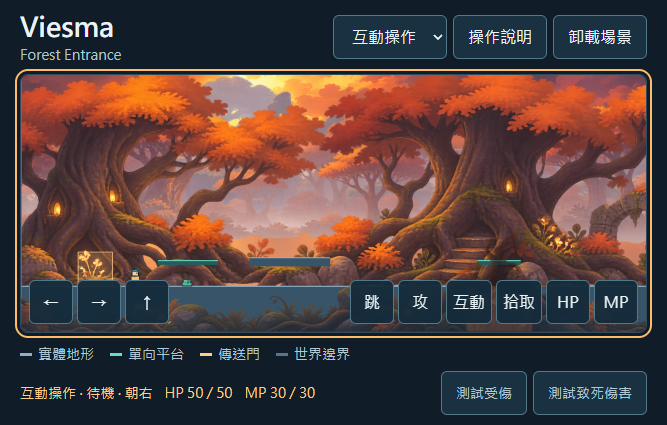 Viesma
Forest Entrance
互動操作 操作說明 卸載場景
← → ↑ 跳 攻 互動 拾取 HP MP
實體地形 單向平台 傳送門 世界邊界
互動操作 · 待機 · 朝右 HP 50 / 50 MP 30 / 30 測試受傷 測試致死傷害